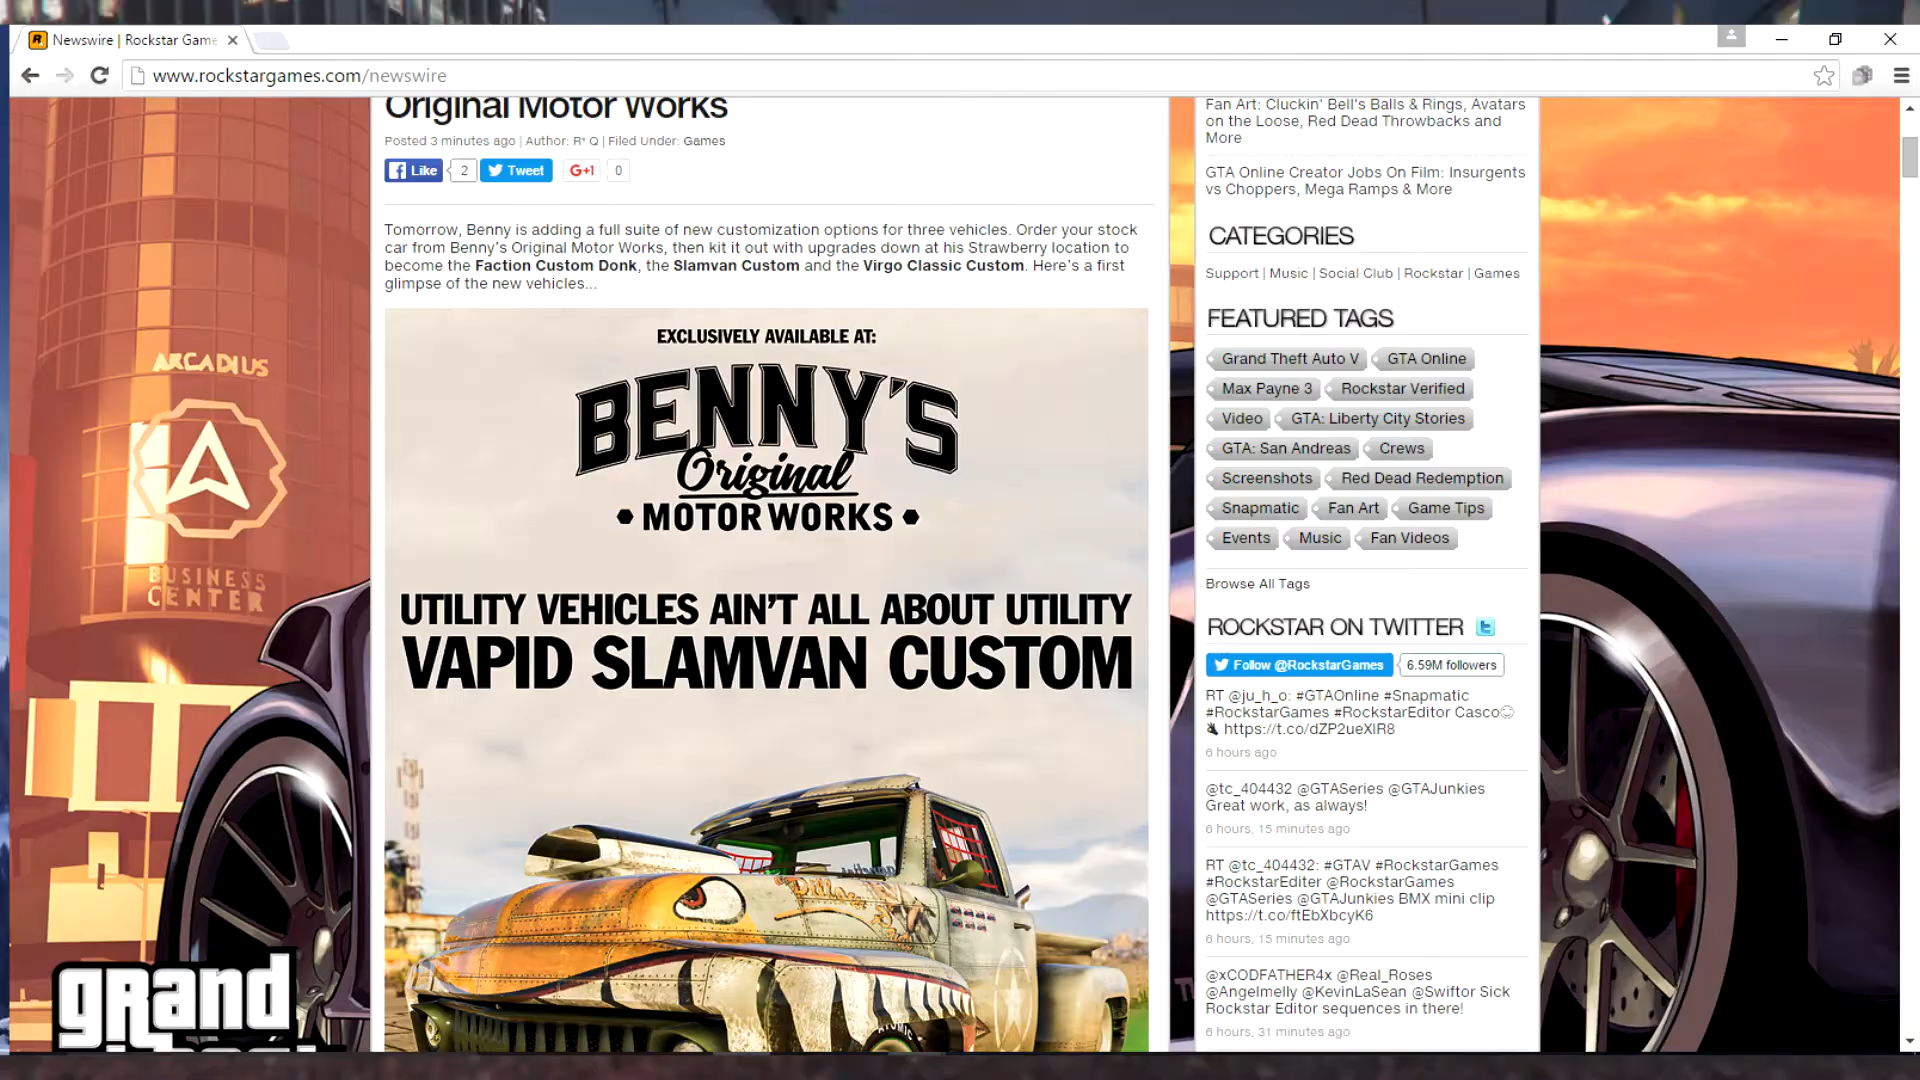 Newswire | Rockstar Game
www.rockstargames.com/newswire
Original Motor Works
Posted 3 minutes ago | Author: R* Q | Filed Under: Games
Like 2 Tweet G+1 0
Tomorrow, Benny is adding a full suite of new customization options for three vehicles. Order your stock
car from Benny's Original Motor Works, then kit it out with upgrades down at his Strawberry location to
become the Faction Custom Donk, the Slamvan Custom and the Virgo Classic Custom. Here's a first
glimpse of the new vehicles...
EXCLUSIVELY AVAILABLE AT:
BENNY'S
Original
MOTOR WORKS
UTILITY VEHICLES AIN'T ALL ABOUT UTILITY
VAPID SLAMVAN CUSTOM
ARCADIUS
BUSINESS
CENTER
grand
Fan Art: Cluckin' Bell's Balls & Rings, Avatars
on the Loose, Red Dead Throwbacks and
More
GTA Online Creator Jobs On Film: Insurgents
vs Choppers, Mega Ramps & More
CATEGORIES
Support | Music | Social Club | Rockstar | Games
FEATURED TAGS
Grand Theft Auto V GTA Online
Max Payne 3 Rockstar Verified
Video GTA: Liberty City Stories
GTA: San Andreas Crews
Screenshots Red Dead Redemption
Snapmatic Fan Art Game Tips
Events Music Fan Videos
Browse All Tags
ROCKSTAR ON TWITTER
Follow @RockstarGames 6.59M followers
RT @ju_h_o: #GTAOnline #Snapmatic
#RockstarGames #RockstarEditor Casco
https://t.co/dZP2ueXlR8
6 hours ago
@tc_404432 @GTASeries @GTAJunkies
Great work, as always!
6 hours, 15 minutes ago
RT @tc_404432: #GTAV #RockstarGames
#RockstarEditer @RockstarGames
@GTASeries @GTAJunkies BMX mini clip
https://t.co/ftEbXbcyK6
6 hours, 15 minutes ago
@xCODFATHER4x @Real_Roses
@Angelmelly @KevinLaSean @Swiftor Sick
Rockstar Editor sequences in there!
6 hours, 31 minutes ago